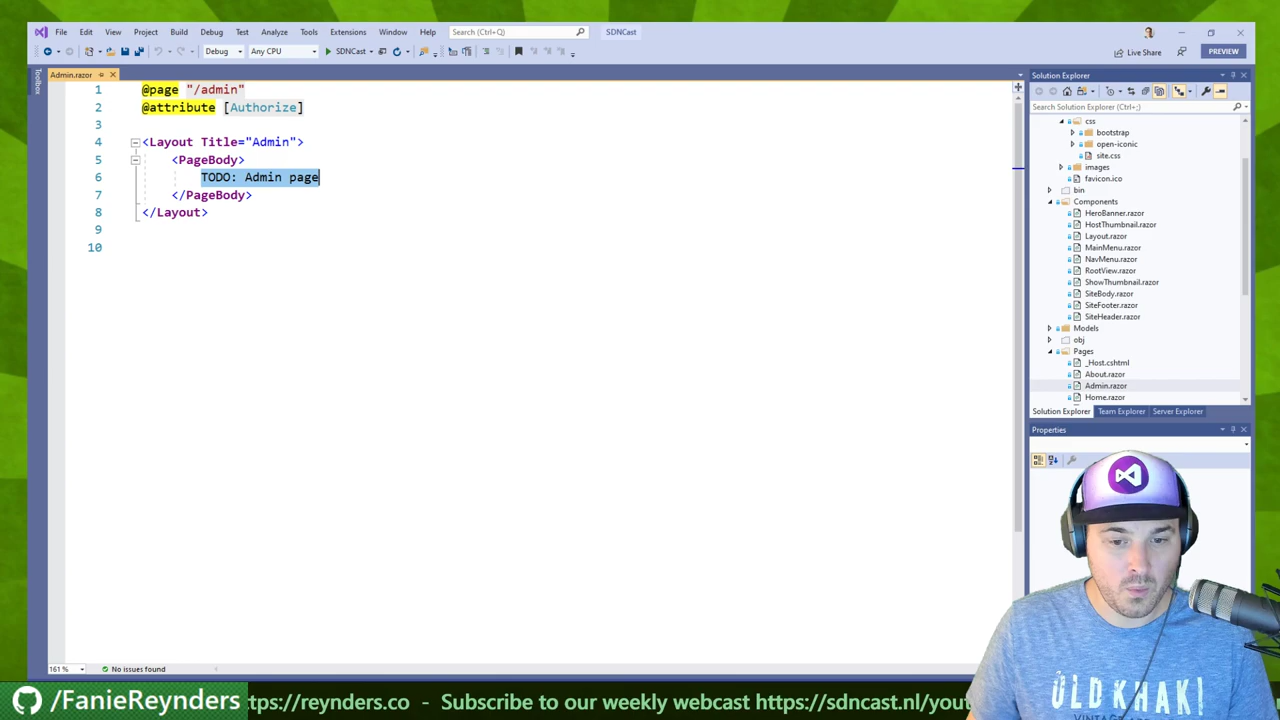 File Edit View Project Build Debug Test Analyze Tools Extensions Window Help Search (Ctrl+Q) SDNCast
Debug Any CPU SDNCast Live Share PREVIEW
Toolbox
Admin.razor
1 @page "/admin"
2 @attribute [Authorize]
3
4 <Layout Title="Admin">
5 <PageBody>
6 TODO: Admin page
7 </PageBody>
8 </Layout>
9
10
161 % No issues found
Solution Explorer
Search Solution Explorer (Ctrl+;)
css
bootstrap
open-iconic
site.css
images
favicon.ico
bin
Components
HeroBanner.razor
HostThumbnail.razor
Layout.razor
MainMenu.razor
NavMenu.razor
RootView.razor
ShowThumbnail.razor
SiteBody.razor
SiteFooter.razor
SiteHeader.razor
Models
obj
Pages
_Host.cshtml
About.razor
Admin.razor
Home.razor
Solution Explorer Team Explorer Server Explorer
Properties
ÜLD KHAKI
/FanieReynders ttps://reynders.co - Subscribe to our weekly webcast https://sdncast.nl/yout